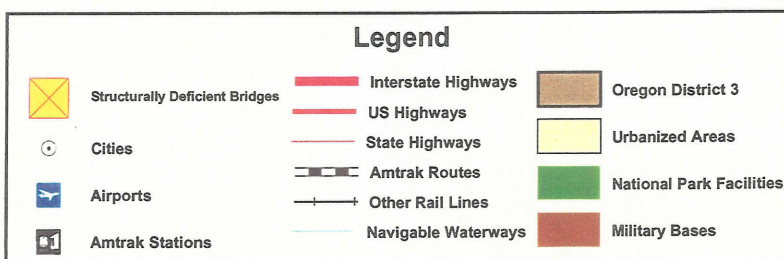 Legend
Structurally Deficient Bridges
Cities
Airports
Amtrak Stations
Interstate Highways
US Highways
State Highways
Amtrak Routes
Other Rail Lines
Navigable Waterways
Oregon District 3
Urbanized Areas
National Park Facilities
Military Bases